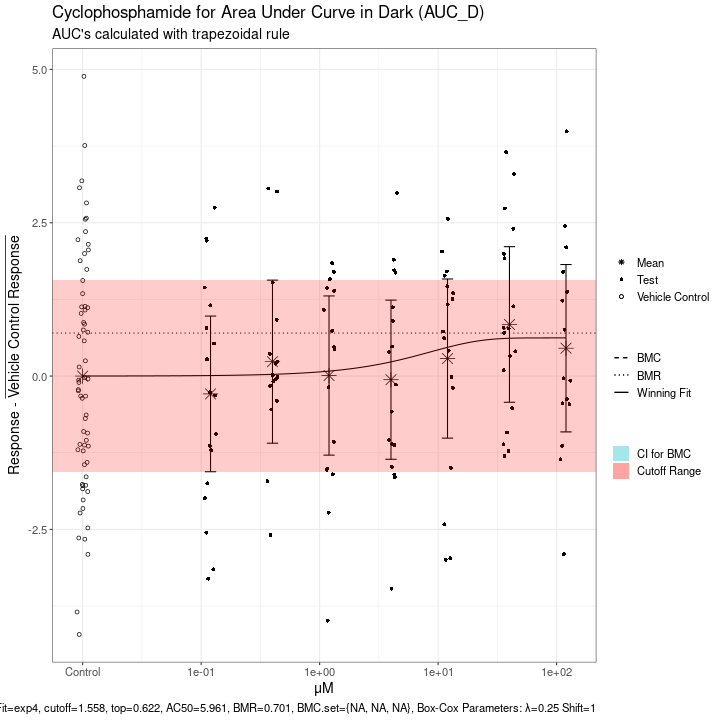 Cyclophosphamide for Area Under Curve in Dark (AUC_D)
AUC's calculated with trapezoidal rule
Response - Vehicle Control Response
5.0
2.5
0.0
-2.5
Control
1e-01
1e+00
1e+01
1e+02
µM
Mean
Test
Vehicle Control
BMC
BMR
Winning Fit
CI for BMC
Cutoff Range
Fit=exp4, cutoff=1.558, top=0.622, AC50=5.961, BMR=0.701, BMC.set={NA, NA, NA}, Box-Cox Parameters: λ=0.25 Shift=1